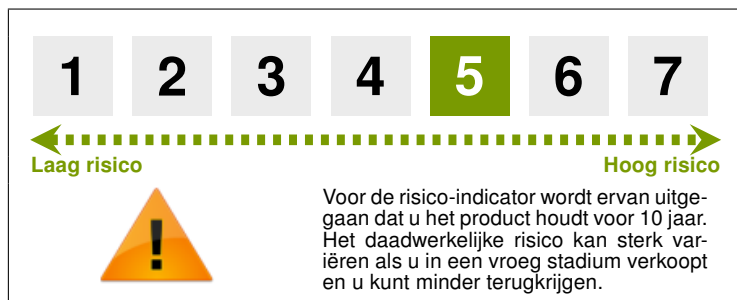 1 2 3 4 5 6 7
Laag risico Hoog risico
!
Voor de risico-indicator wordt ervan uitge-
gaan dat u het product houdt voor 10 jaar.
Het daadwerkelijke risico kan sterk var-
iëren als u in een vroeg stadium verkoopt
en u kunt minder terugkrijgen.